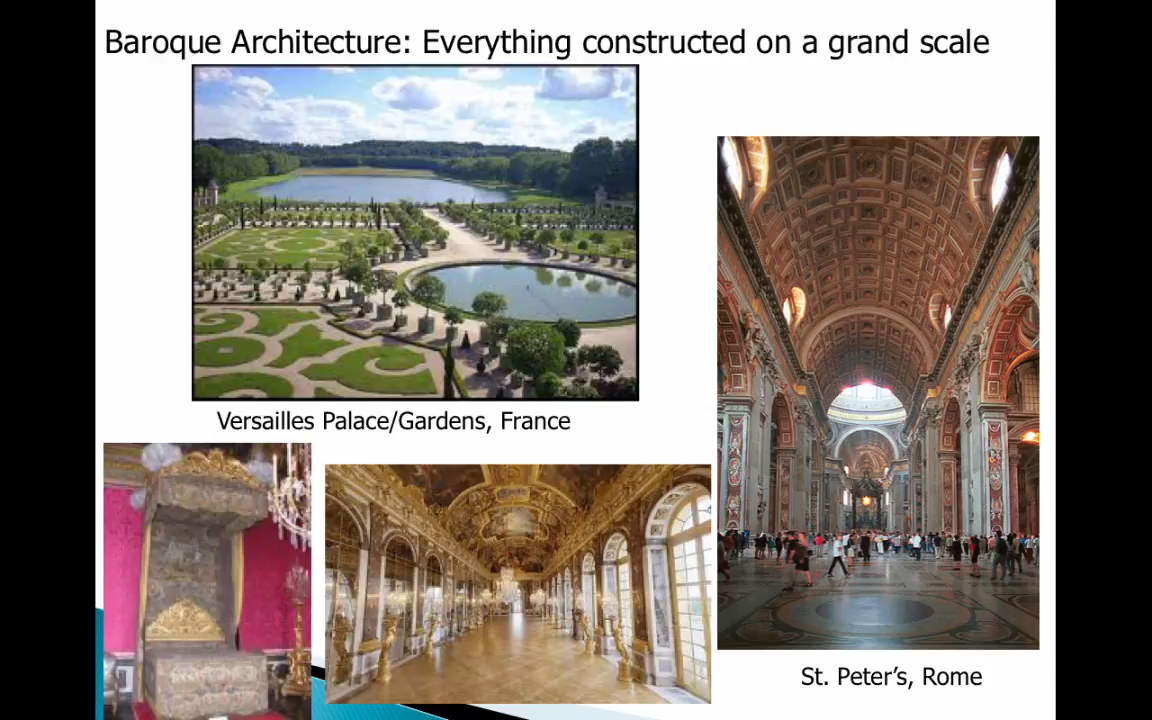 Baroque Architecture: Everything constructed on a grand scale
Versailles Palace/Gardens, France
St. Peter’s, Rome